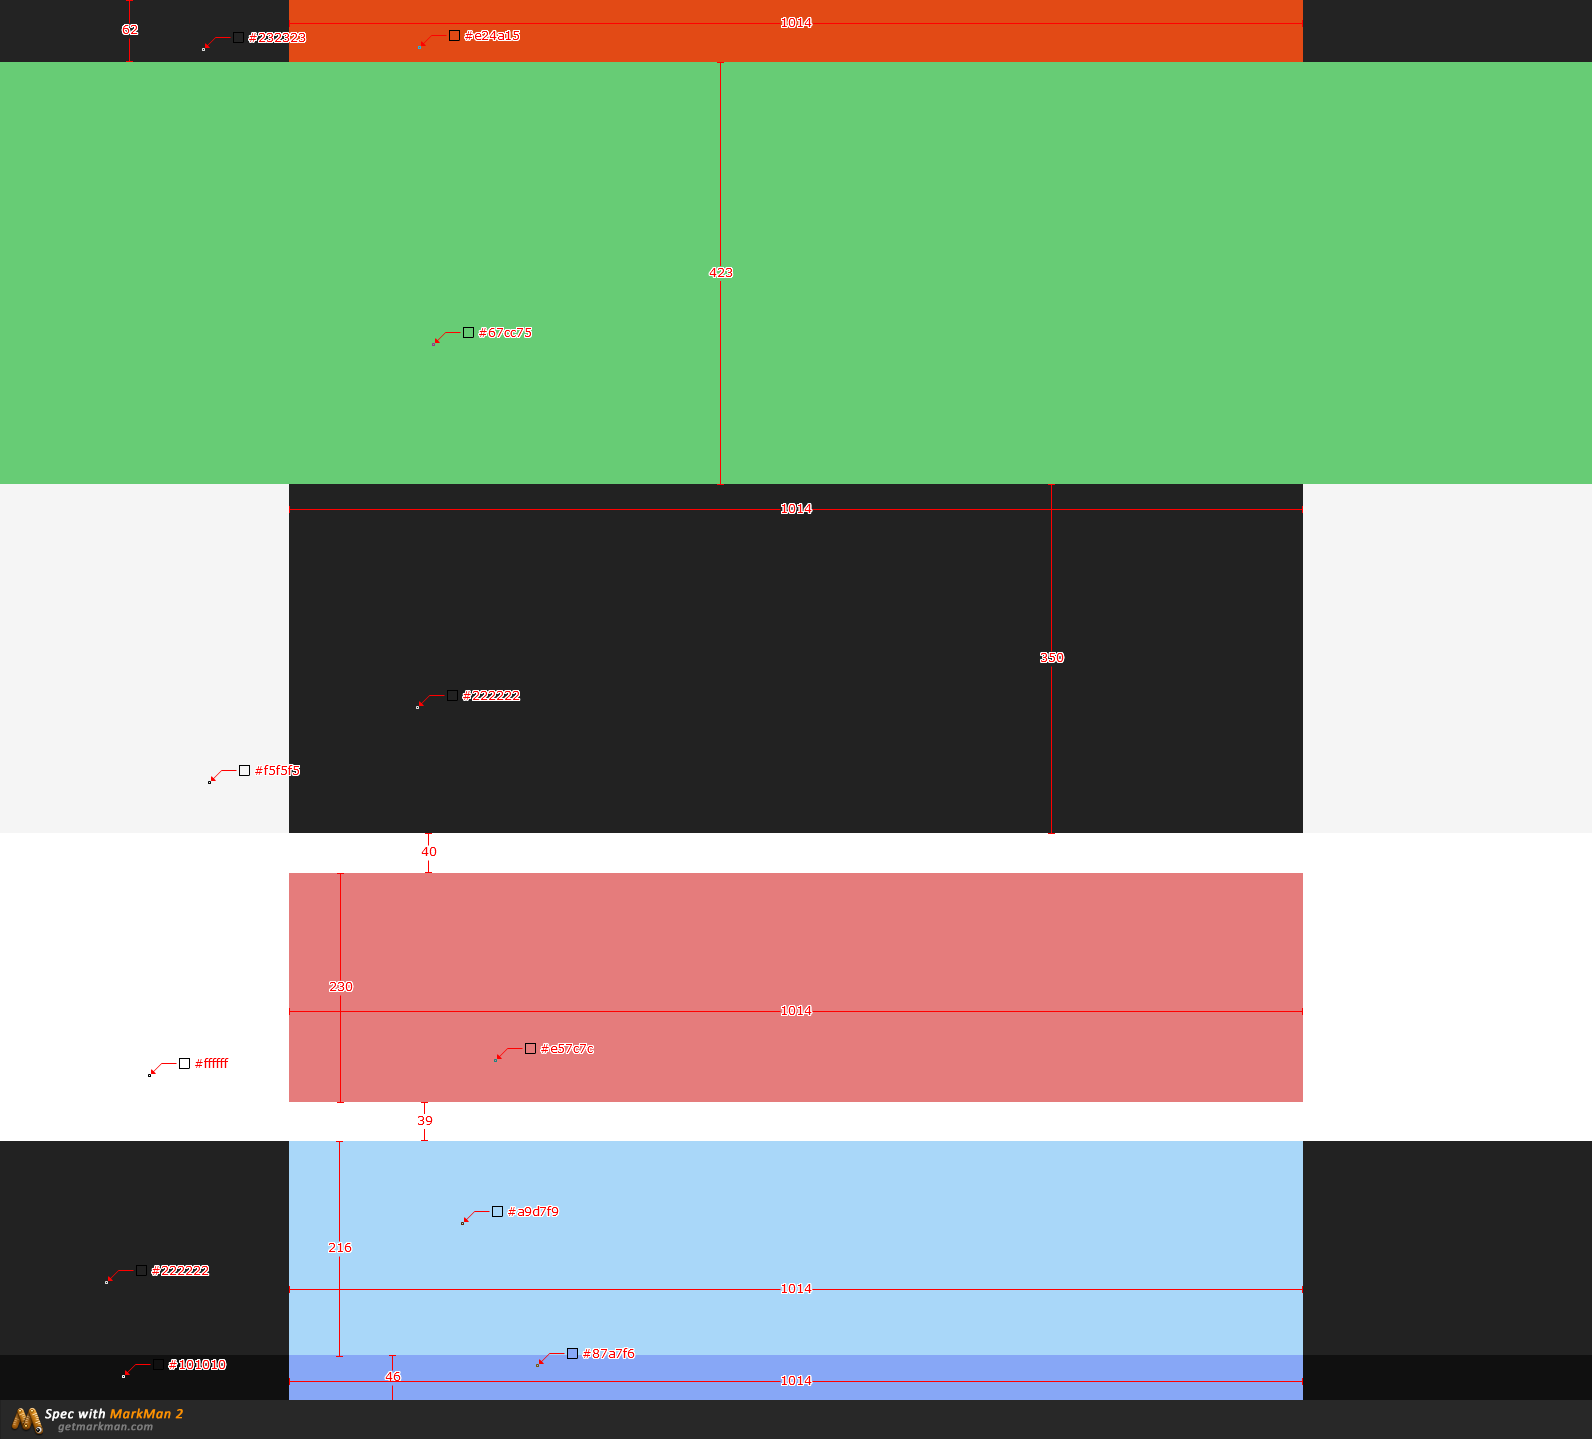 1014
62
#232323
#e24a15
423
#67cc75
1014
350
#222222
#f5f5f5
40
230
1014
#e57c7c
#ffffff
39
#a9d7f9
216
#222222
1014
#87a7f6
#101010
46
1014
Spec with MarkMan 2
getmarkman.com